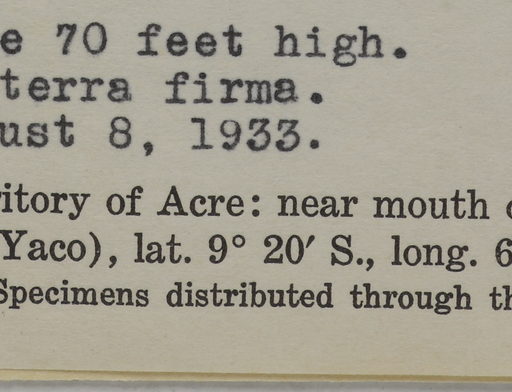 e 70 feet high.
terra firma.
ust 8, 1933.
itory of Acre: near mouth
Yaco), lat. 9° 20′ S., long. 6
Specimens distributed through th